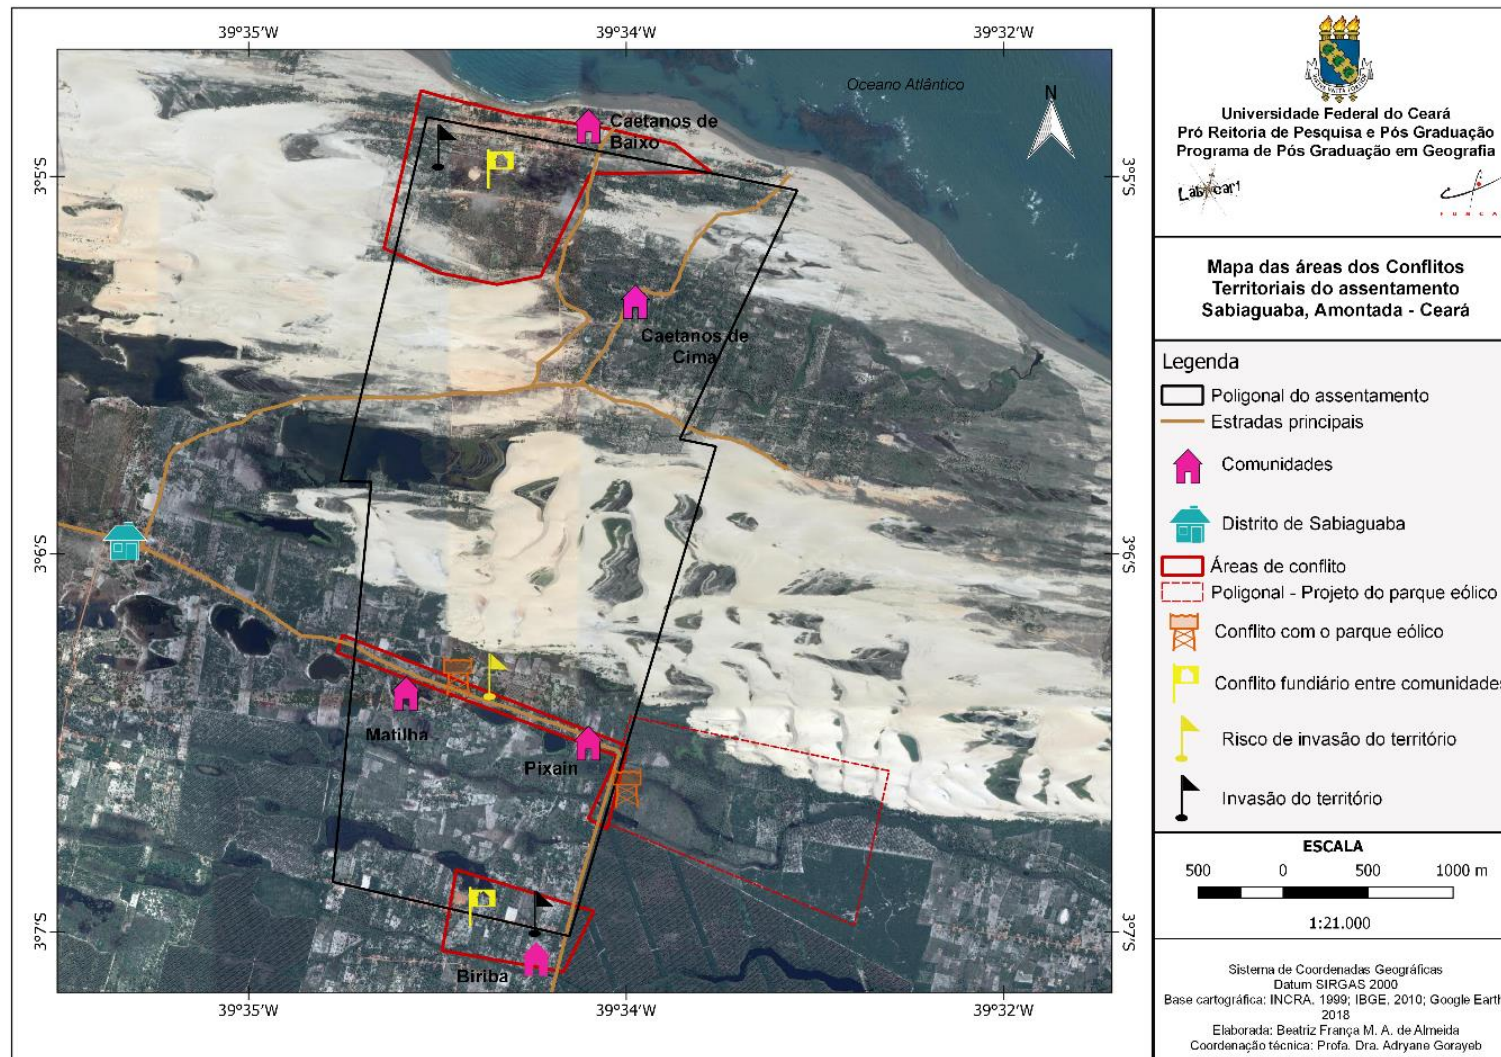 39°35'W
39°34'W
39°32'W
3°5'S
3°5'S
3°6'S
3°6'S
3°7'S
3°7'S
39°35'W
39°34'W
39°32'W
Oceano Atlântico
N
Caetanos de
Baixo
Caetanos de
Cima
Matilha
Pixain
Biriba
Universidade Federal do Ceará
Pró Reitoria de Pesquisa e Pós Graduação
Programa de Pós Graduação em Geografia
Labocart
F U N C A
Mapa das áreas dos Conflitos
Territoriais do assentamento
Sabiaguaba, Amontada - Ceará
Legenda
Poligonal do assentamento
Estradas principais
Comunidades
Distrito de Sabiaguaba
Áreas de conflito
Poligonal - Projeto do parque eólico
Conflito com o parque eólico
Conflito fundiário entre comunidades
Risco de invasão do território
Invasão do território
ESCALA
500 0 500 1000 m
1:21.000
Sistema de Coordenadas Geográficas
Datum SIRGAS 2000
Base cartográfica: INCRA, 1999; IBGE, 2010; Google Earth
2018
Elaborada: Beatriz França M. A. de Almeida
Coordenação técnica: Profa. Dra. Adryane Gorayeb